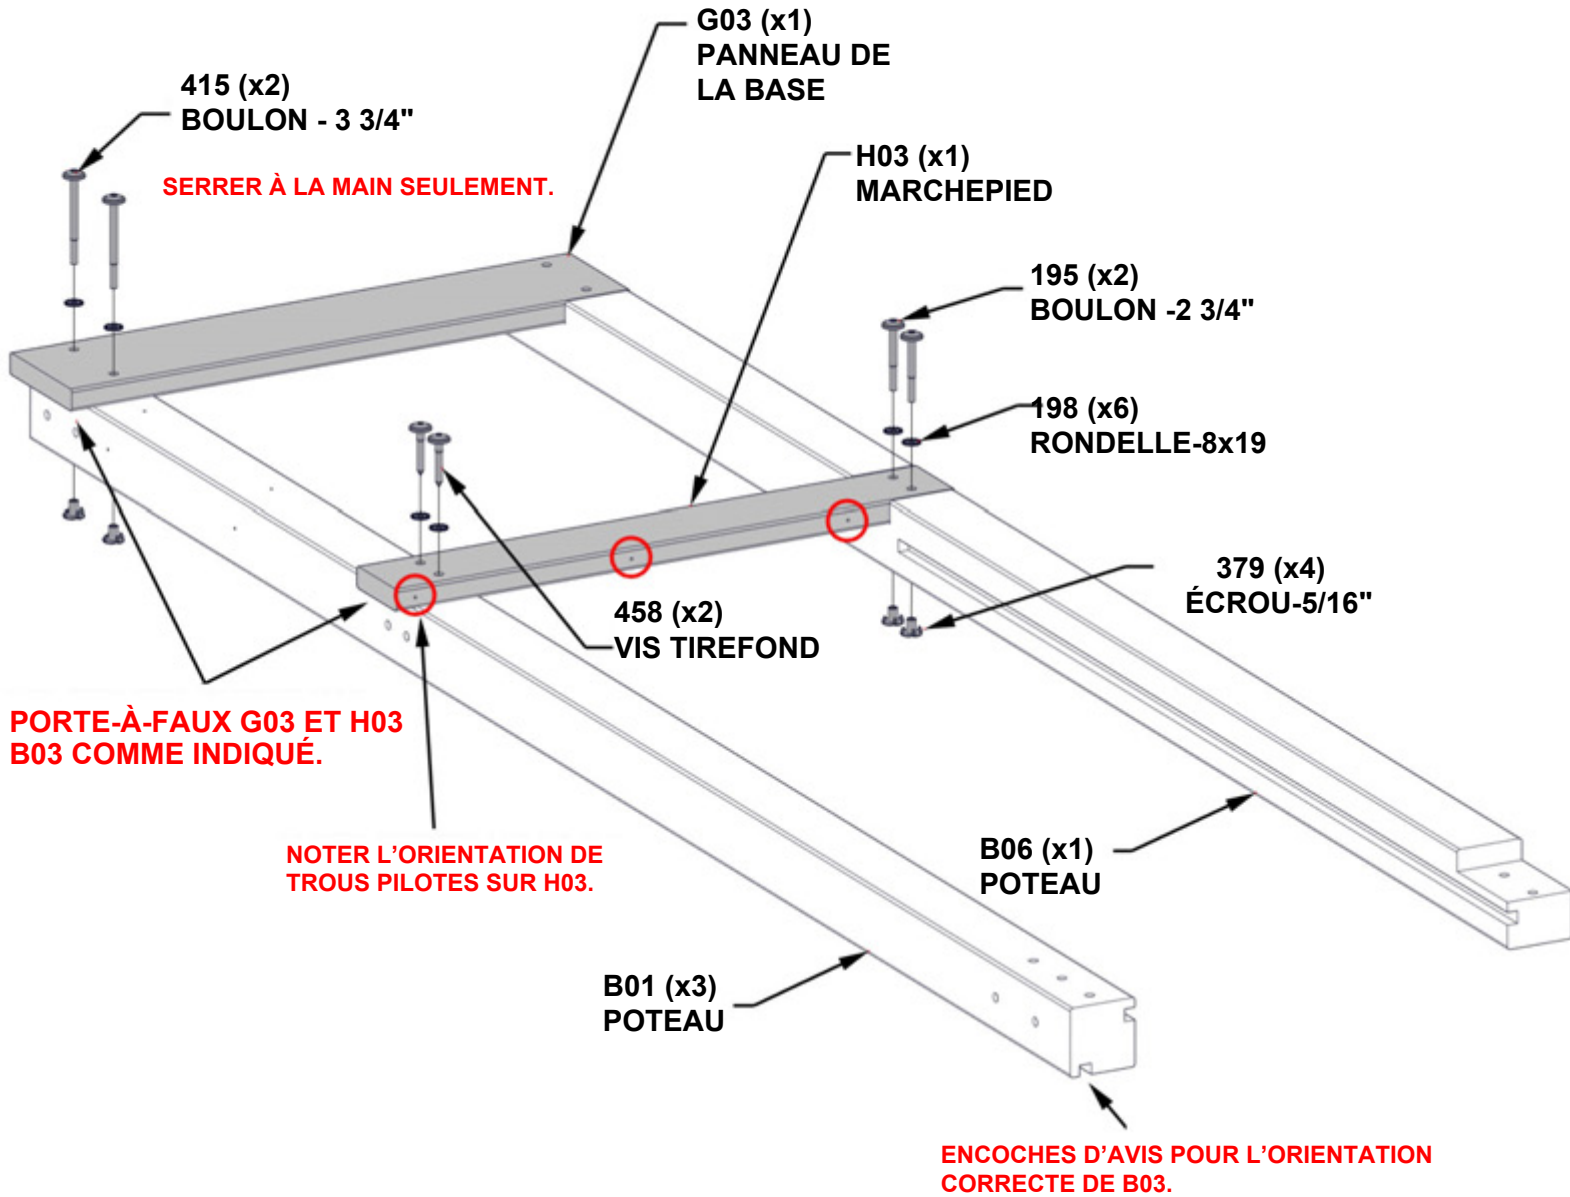 G03 (x1)
PANNEAU DE
LA BASE
415 (x2)
BOULON - 3 3/4"
SERRER À LA MAIN SEULEMENT.
H03 (x1)
MARCHEPIED
195 (x2)
BOULON -2 3/4"
198 (x6)
RONDELLE-8x19
379 (x4)
ÉCROU-5/16"
458 (x2)
VIS TIREFOND
PORTE-À-FAUX G03 ET H03
B03 COMME INDIQUÉ.
NOTER L'ORIENTATION DE
TROUS PILOTES SUR H03.
B06 (x1)
POTEAU
B01 (x3)
POTEAU
ENCOCHES D'AVIS POUR L'ORIENTATION
CORRECTE DE B03.